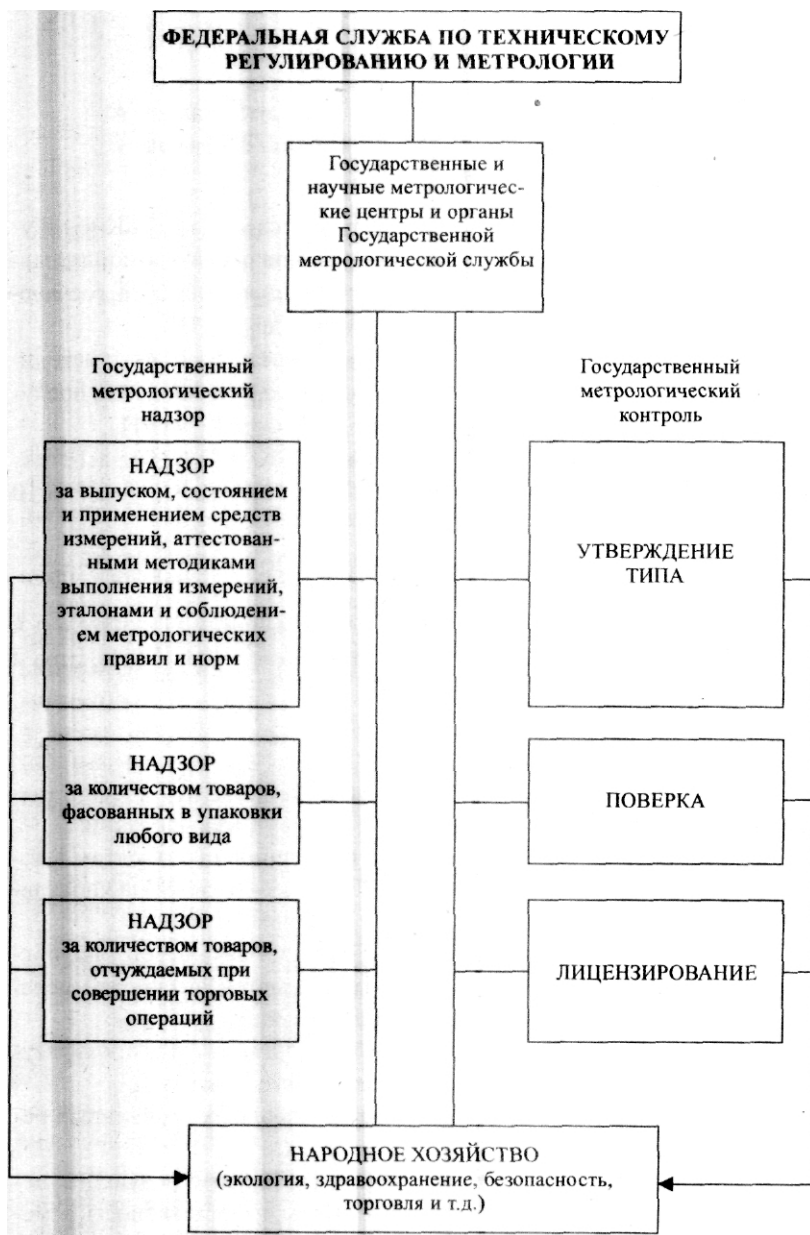 ФЕДЕРАЛЬНАЯ СЛУЖБА ПО ТЕХНИЧЕСКОМУ
РЕГУЛИРОВАНИЮ И МЕТРОЛОГИИ
Государственные и
научные метрологичес-
кие центры и органы
Государственной
метрологической службы
Государственный
метрологический
надзор
НАДЗОР
за выпуском, состоянием
и применением средств
измерений, аттестован-
ными методиками
выполнения измерений,
эталонами и соблюдени-
ем метрологических
правил и норм
НАДЗОР
за количеством товаров,
фасованных в упаковки
любого вида
НАДЗОР
за количеством товаров,
отчуждаемых при
совершении торговых
операций
Государственный
метрологический
контроль
УТВЕРЖДЕНИЕ
ТИПА
ПОВЕРКА
ЛИЦЕНЗИРОВАНИЕ
НАРОДНОЕ ХОЗЯЙСТВО
(экология, здравоохранение, безопасность,
торговля и т.д.)